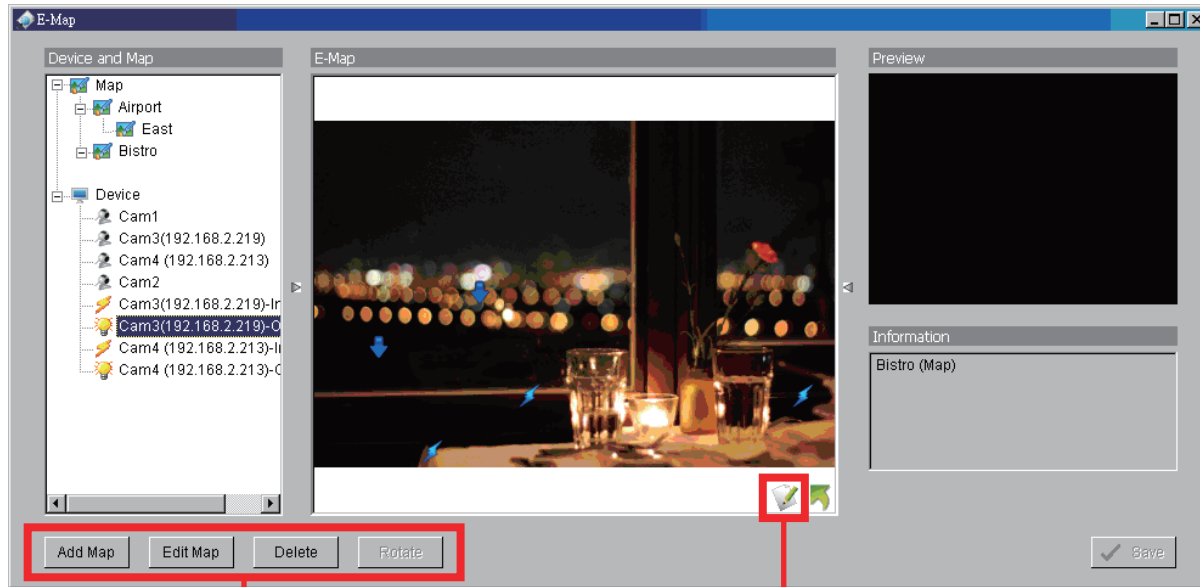 E-Map
Device and Map
Map
Airport
East
Bistro
Device
Cam1
Cam3(192.168.2.219)
Cam4 (192.168.2.213)
Cam2
Cam3(192.168.2.219)-Ir
Cam3(192.168.2.219)-O
Cam4 (192.168.2.213)-Ii
Cam4 (192.168.2.213)-C
E-Map
Preview
Information
Bistro (Map)
Add Map
Edit Map
Delete
Rotate
Save